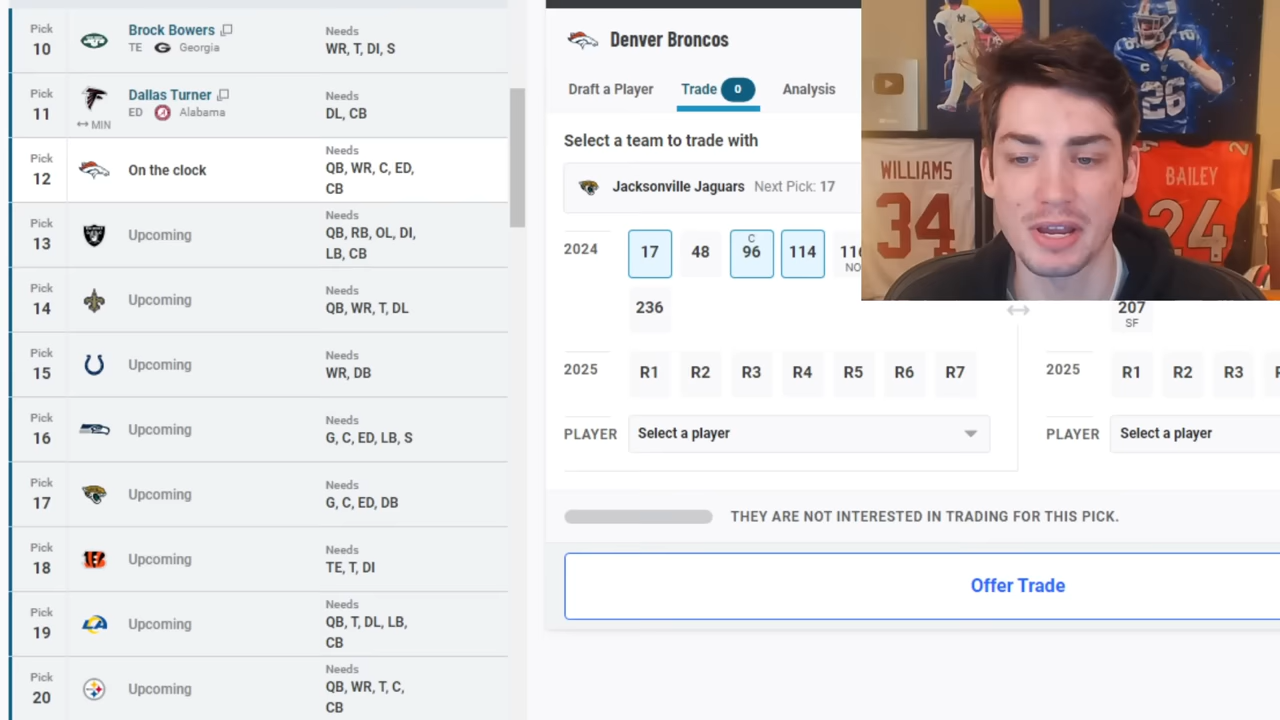 Pick
10
Brock Bowers
TE Georgia
Needs
WR, T, DI, S
Pick
11
Dallas Turner
ED Alabama
↔ MIN
Needs
DL, CB
Pick
12
On the clock
Needs
QB, WR, C, ED,
CB
Pick
13
Upcoming
Needs
QB, RB, OL, DI,
LB, CB
Pick
14
Upcoming
Needs
QB, WR, T, DL
Pick
15
Upcoming
Needs
WR, DB
Pick
16
Upcoming
Needs
G, C, ED, LB, S
Pick
17
Upcoming
Needs
G, C, ED, DB
Pick
18
Upcoming
Needs
TE, T, DI
Pick
19
Upcoming
Needs
QB, T, DL, LB,
CB
Pick
20
Upcoming
Needs
QB, WR, T, C,
CB
Denver Broncos
Draft a Player Trade 0 Analysis
Select a team to trade with
Jacksonville Jaguars Next Pick: 17
2024 17 48 C 96 114
NO
236
207
SF
2025 R1 R2 R3 R4 R5 R6 R7
2025 R1 R2 R3
PLAYER Select a player
PLAYER Select a player
THEY ARE NOT INTERESTED IN TRADING FOR THIS PICK.
Offer Trade
WILLIAMS
34
26
BAILEY
24